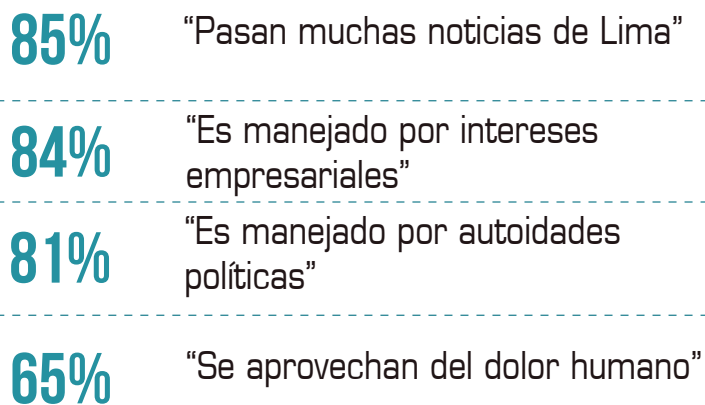 85% “Pasan muchas noticias de Lima”
84% “Es manejado por intereses
empresariales”
81% “Es manejado por autoidades
políticas”
65% “Se aprovechan del dolor humano”